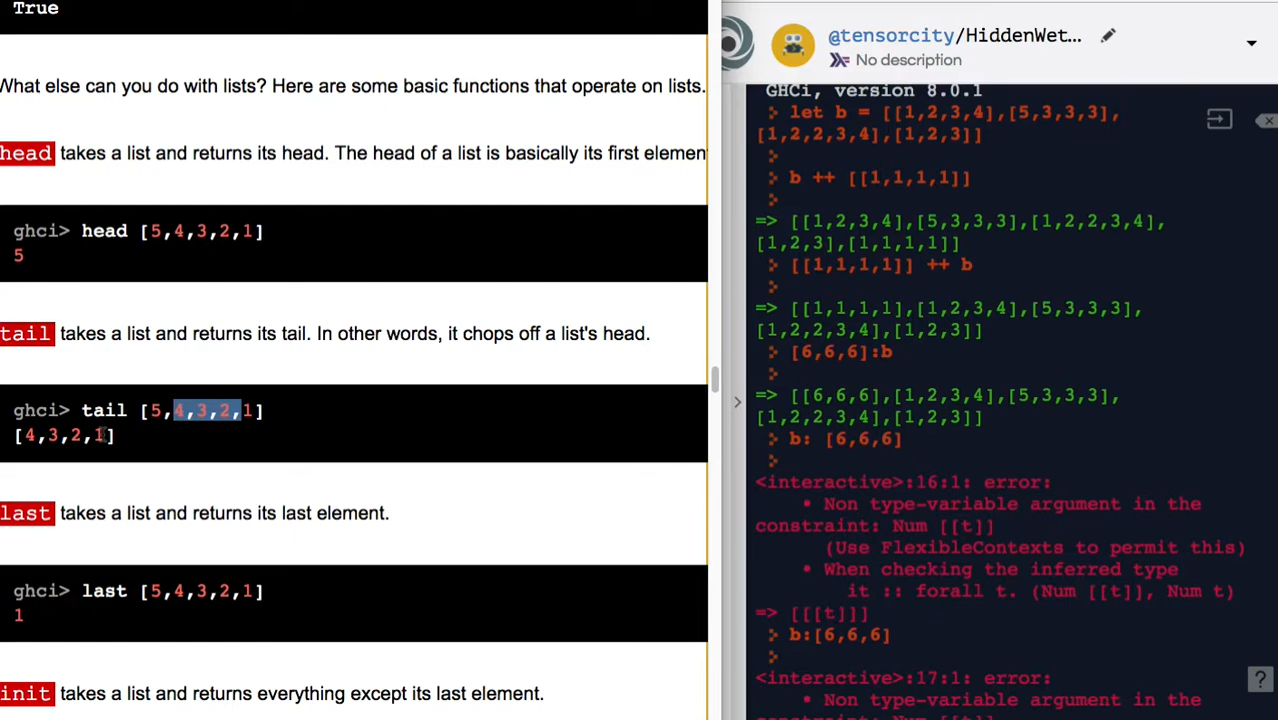 True
What else can you do with lists? Here are some basic functions that operate on lists.
head takes a list and returns its head. The head of a list is basically its first elemen
ghci> head [5,4,3,2,1]
5
tail takes a list and returns its tail. In other words, it chops off a list's head.
ghci> tail [5,4,3,2,1]
[4,3,2,1]
last takes a list and returns its last element.
ghci> last [5,4,3,2,1]
1
init takes a list and returns everything except its last element.
@tensorcity/HiddenWet...
No description
GHCi, version 8.0.1
let b = [[1,2,3,4],[5,3,3,3],
[1,2,2,3,4],[1,2,3]]
b ++ [[1,1,1,1]]
=> [[1,2,3,4],[5,3,3,3],[1,2,2,3,4],
[1,2,3],[1,1,1,1]]
[[1,1,1,1]] ++ b
=> [[1,1,1,1],[1,2,3,4],[5,3,3,3],
[1,2,2,3,4],[1,2,3]]
[6,6,6]:b
=> [[6,6,6],[1,2,3,4],[5,3,3,3],
[1,2,2,3,4],[1,2,3]]
b: [6,6,6]
<interactive>:16:1: error:
• Non type-variable argument in the
constraint: Num [[t]]
(Use FlexibleContexts to permit this)
• When checking the inferred type
it :: forall t. (Num [[t]], Num t)
=> [[[t]]]
b:[6,6,6]
<interactive>:17:1: error:
• Non type-variable argument in the
constraint: Num [[t]]
?